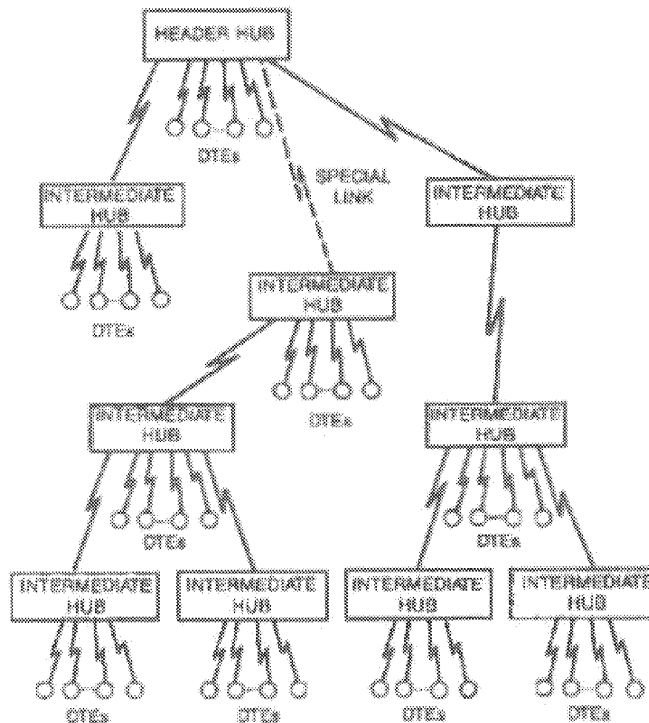 HEADER HUB
DTEs
SPECIAL
LINK
INTERMEDIATE
HUB
INTERMEDIATE
HUB
INTERMEDIATE
HUB
DTEs
DTEs
INTERMEDIATE
HUB
INTERMEDIATE
HUB
DTEs
DTEs
INTERMEDIATE
HUB
INTERMEDIATE
HUB
INTERMEDIATE
HUB
INTERMEDIATE
HUB
DTEs
DTEs
DTEs
DTEs